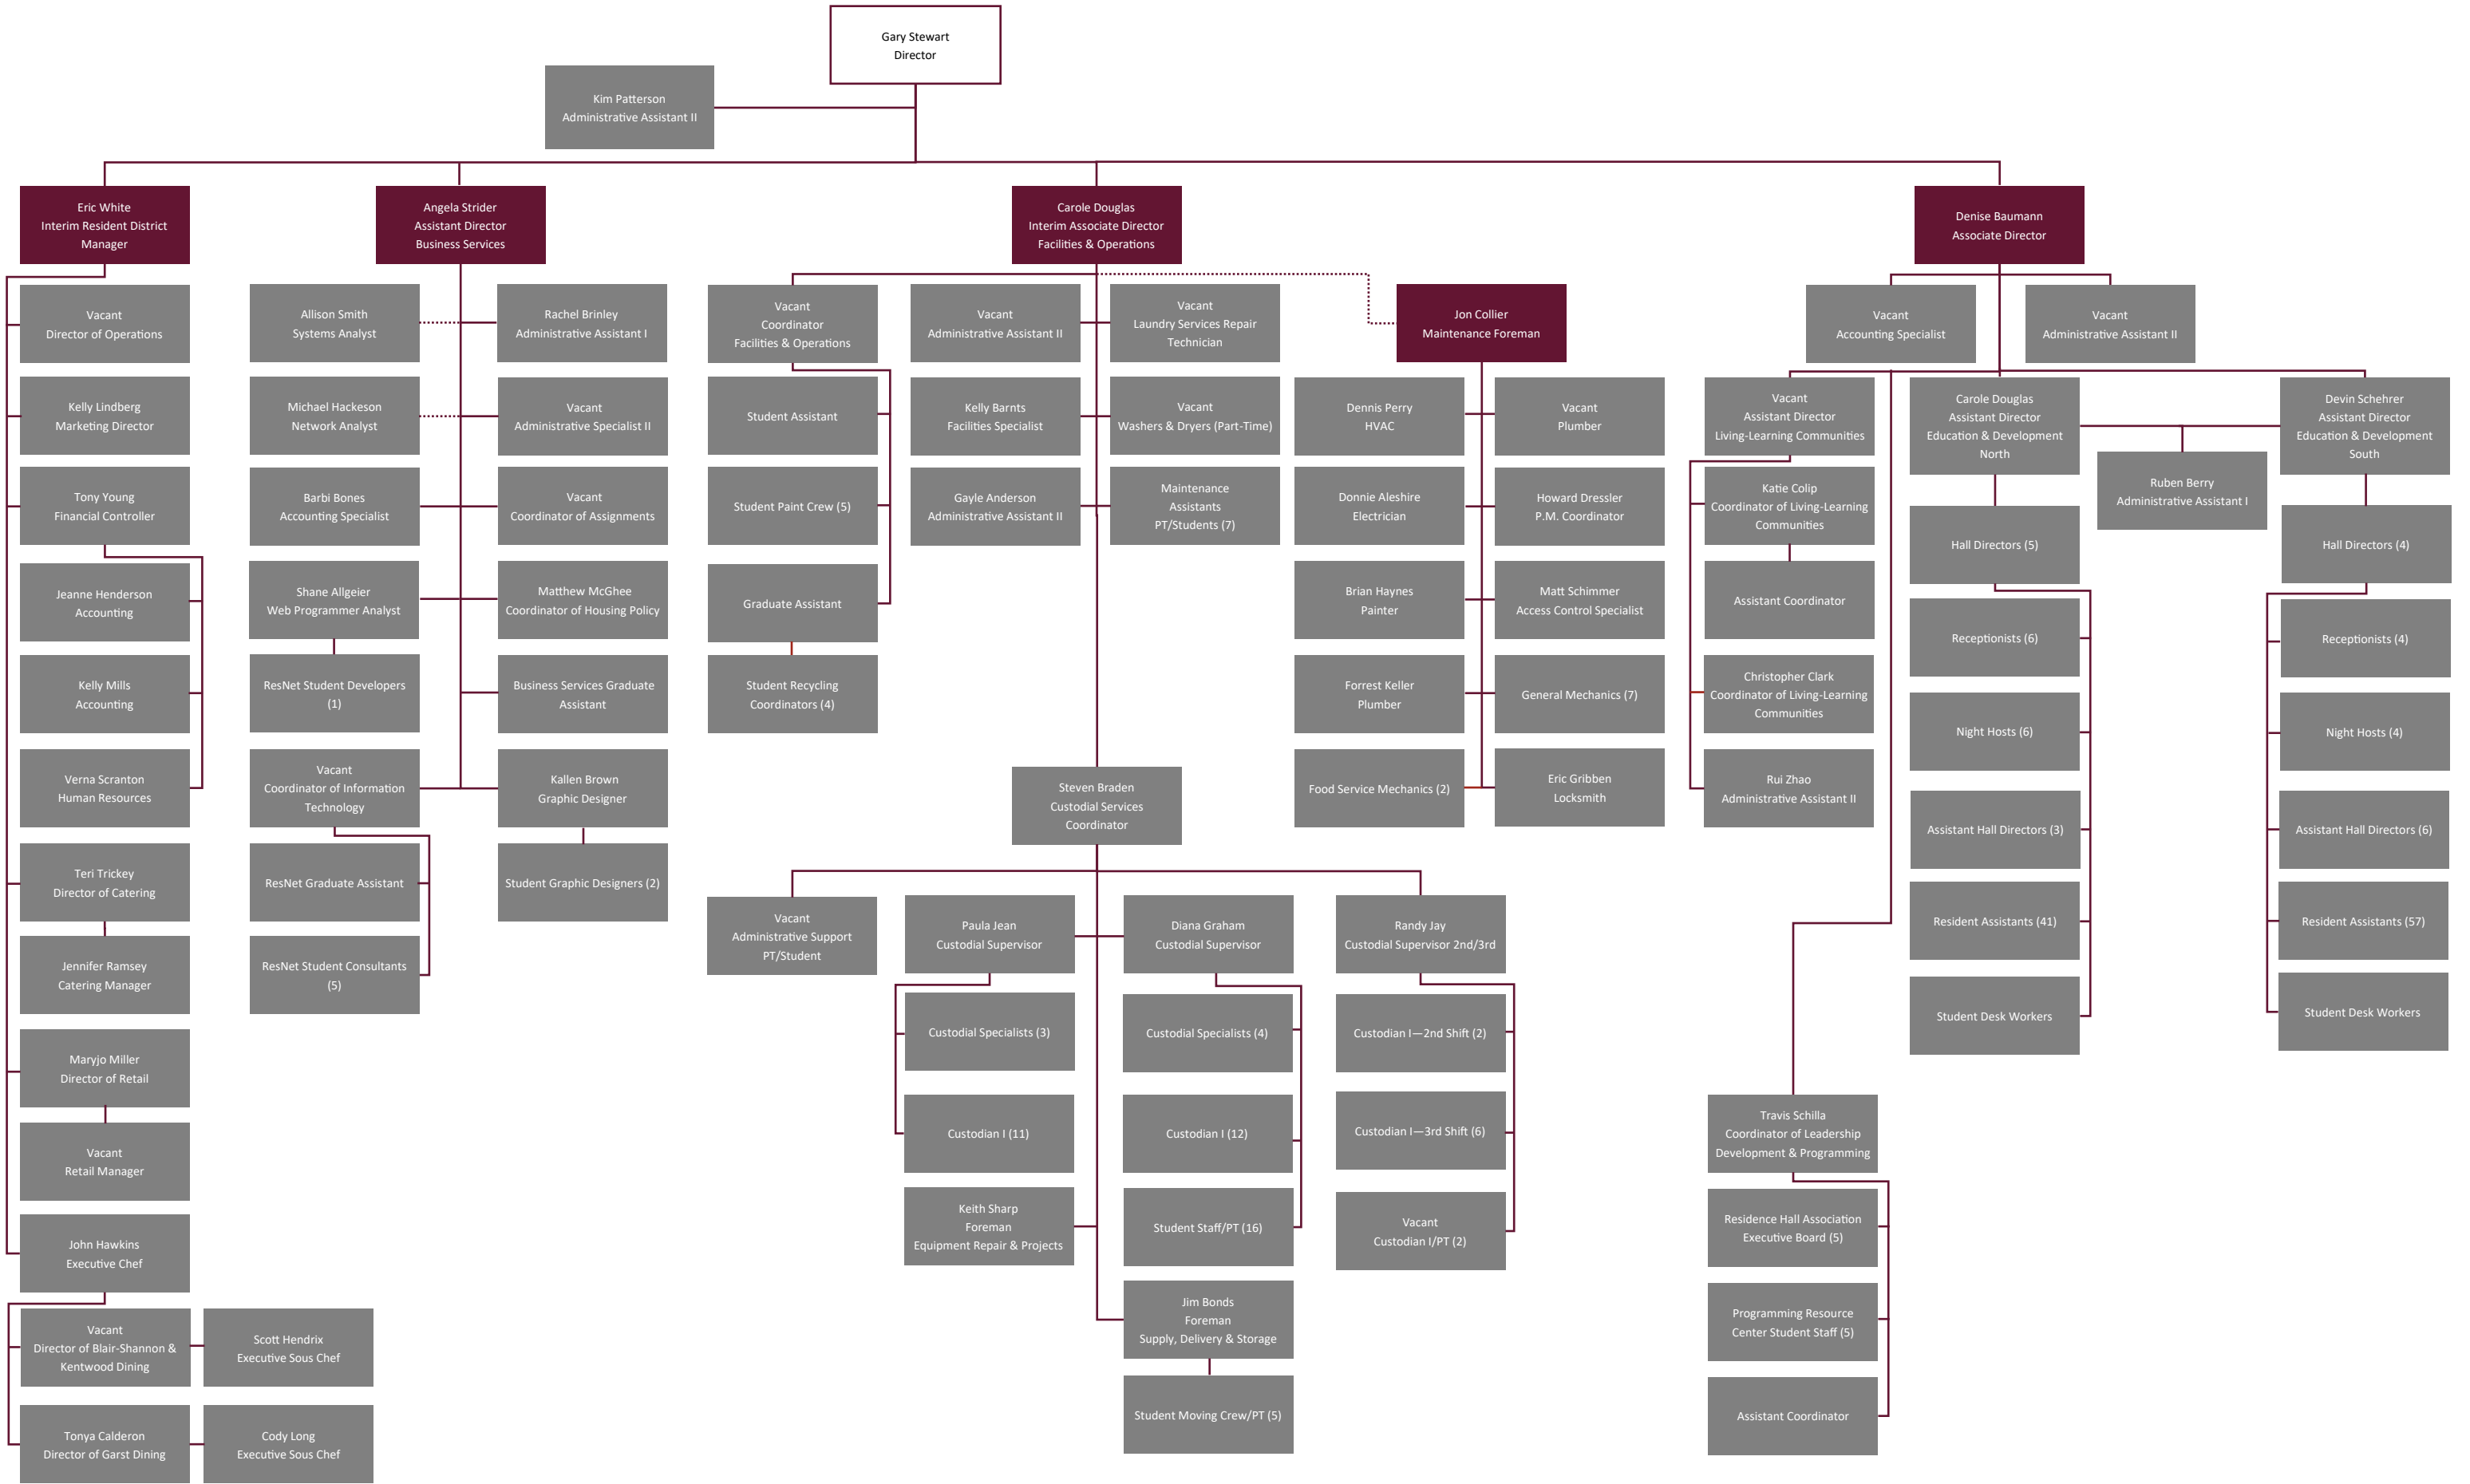 Gary Stewart
Director
Kim Patterson
Administrative Assistant II
Eric White
Interim Resident District
Manager
Vacant
Director of Operations
Kelly Lindberg
Marketing Director
Tony Young
Financial Controller
Jeanne Henderson
Accounting
Kelly Mills
Accounting
Verna Scranton
Human Resources
Teri Trickey
Director of Catering
Jennifer Ramsey
Catering Manager
Maryjo Miller
Director of Retail
Vacant
Retail Manager
John Hawkins
Executive Chef
Vacant
Director of Blair-Shannon &
Kentwood Dining
Scott Hendrix
Executive Sous Chef
Tonya Calderon
Director of Garst Dining
Cody Long
Executive Sous Chef
Angela Strider
Assistant Director
Business Services
Allison Smith
Systems Analyst
Rachel Brinley
Administrative Assistant I
Michael Hackeson
Network Analyst
Vacant
Administrative Specialist II
Barbi Bones
Accounting Specialist
Vacant
Coordinator of Assignments
Shane Allgeier
Web Programmer Analyst
Matthew McGhee
Coordinator of Housing Policy
ResNet Student Developers
(1)
Business Services Graduate
Assistant
Vacant
Coordinator of Information
Technology
Kallen Brown
Graphic Designer
ResNet Graduate Assistant
Student Graphic Designers (2)
ResNet Student Consultants
(5)
Carole Douglas
Interim Associate Director
Facilities & Operations
Vacant
Coordinator
Facilities & Operations
Student Assistant
Student Paint Crew (5)
Graduate Assistant
Student Recycling
Coordinators (4)
Vacant
Administrative Assistant II
Vacant
Laundry Services Repair
Technician
Kelly Barnts
Facilities Specialist
Vacant
Washers & Dryers (Part-Time)
Gayle Anderson
Administrative Assistant II
Maintenance
Assistants
PT/Students (7)
Jon Collier
Maintenance Foreman
Dennis Perry
HVAC
Vacant
Plumber
Donnie Aleshire
Electrician
Howard Dressler
P.M. Coordinator
Brian Haynes
Painter
Matt Schimmer
Access Control Specialist
Forrest Keller
Plumber
General Mechanics (7)
Food Service Mechanics (2)
Eric Gribben
Locksmith
Steven Braden
Custodial Services
Coordinator
Vacant
Administrative Support
PT/Student
Paula Jean
Custodial Supervisor
Diana Graham
Custodial Supervisor
Randy Jay
Custodial Supervisor 2nd/3rd
Custodial Specialists (3)
Custodial Specialists (4)
Custodian I—2nd Shift (2)
Custodian I (11)
Custodian I (12)
Custodian I—3rd Shift (6)
Keith Sharp
Foreman
Equipment Repair & Projects
Student Staff/PT (16)
Vacant
Custodian I/PT (2)
Jim Bonds
Foreman
Supply, Delivery & Storage
Student Moving Crew/PT (5)
Denise Baumann
Associate Director
Vacant
Accounting Specialist
Vacant
Administrative Assistant II
Vacant
Assistant Director
Living-Learning Communities
Katie Colip
Coordinator of Living-Learning
Communities
Assistant Coordinator
Christopher Clark
Coordinator of Living-Learning
Communities
Rui Zhao
Administrative Assistant II
Carole Douglas
Assistant Director
Education & Development
North
Ruben Berry
Administrative Assistant I
Devin Schehrer
Assistant Director
Education & Development
South
Hall Directors (5)
Receptionists (6)
Night Hosts (6)
Assistant Hall Directors (3)
Resident Assistants (41)
Student Desk Workers
Hall Directors (4)
Receptionists (4)
Night Hosts (4)
Assistant Hall Directors (6)
Resident Assistants (57)
Student Desk Workers
Travis Schilla
Coordinator of Leadership
Development & Programming
Residence Hall Association
Executive Board (5)
Programming Resource
Center Student Staff (5)
Assistant Coordinator